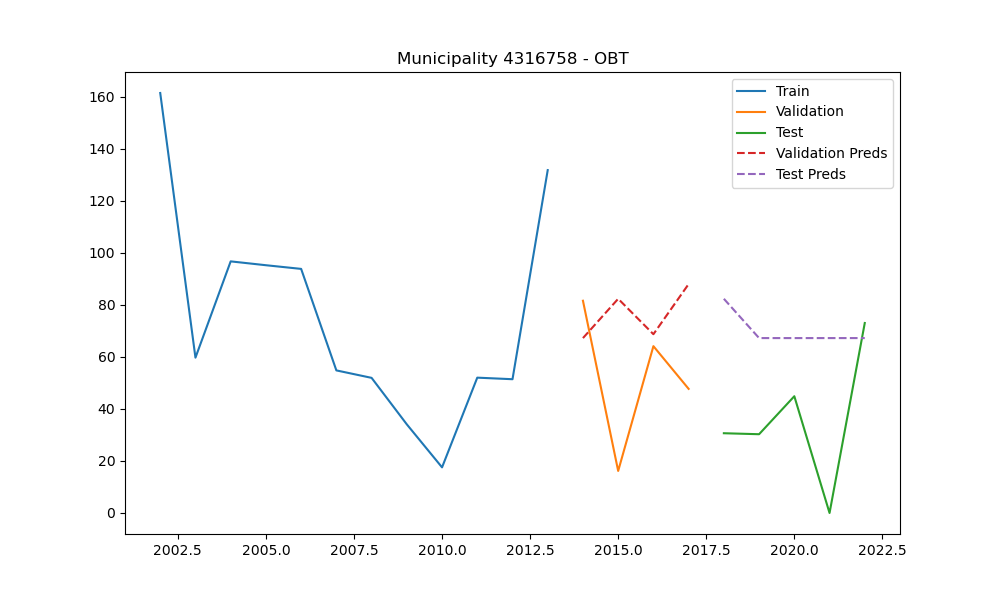 Municipality 4316758 - OBT
160
140
120
100
80
60
40
20
0
2002.5 2005.0 2007.5 2010.0 2012.5 2015.0 2017.5 2020.0 2022.5
Train
Validation
Test
Validation Preds
Test Preds